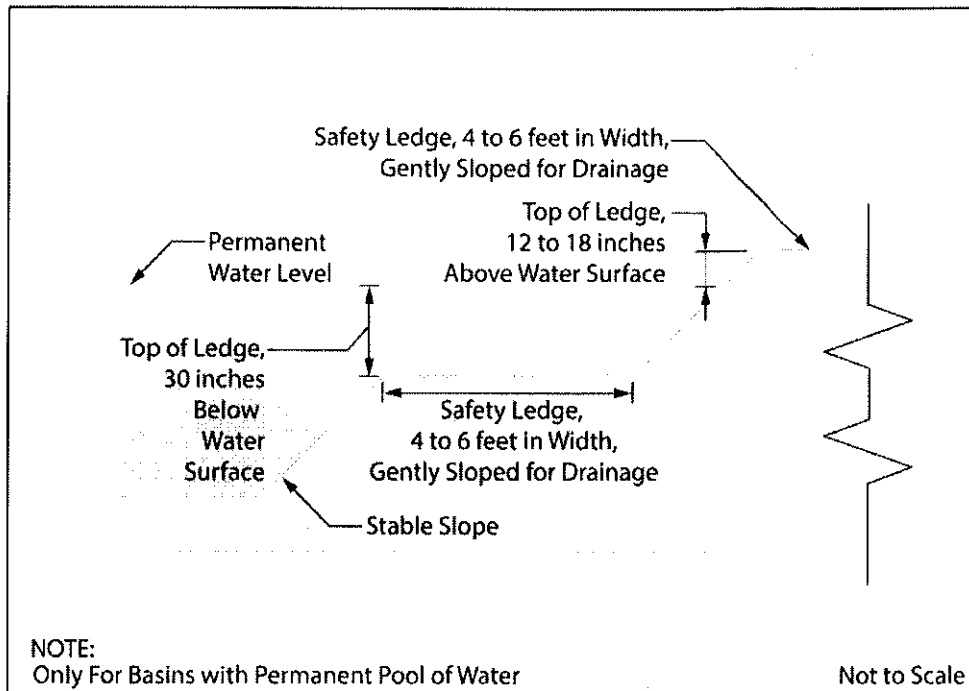 Safety Ledge, 4 to 6 feet in Width,
Gently Sloped for Drainage
Top of Ledge,
12 to 18 inches
Above Water Surface
Permanent
Water Level
Top of Ledge,
30 inches
Below
Water
Surface
Safety Ledge,
4 to 6 feet in Width,
Gently Sloped for Drainage
Stable Slope
NOTE:
Only For Basins with Permanent Pool of Water
Not to Scale